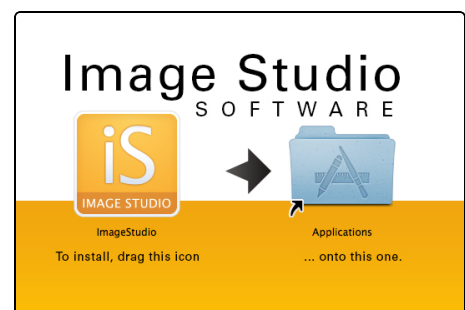 Image Studio
SOFTWARE
iS
IMAGE STUDIO
ImageStudio
Applications
To install, drag this icon
... onto this one.